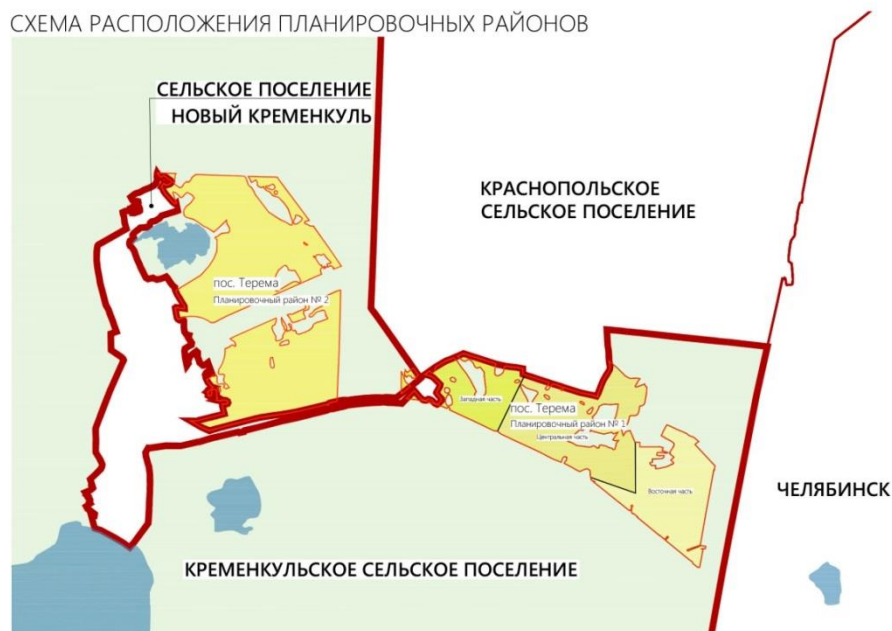 СХЕМА РАСПОЛОЖЕНИЯ ПЛАНИРОВОЧНЫХ РАЙОНОВ
СЕЛЬСКОЕ ПОСЕЛЕНИЕ
НОВЫЙ КРЕМЕНКУЛЬ
КРАСНОПОЛЬСКОЕ
СЕЛЬСКОЕ ПОСЕЛЕНИЕ
пос. Терема
Планировочный район № 2
Западная часть
пос. Терема
Планировочный район № 1
Центральная часть
Восточная часть
ЧЕЛЯБИНСК
КРЕМЕНКУЛЬСКОЕ СЕЛЬСКОЕ ПОСЕЛЕНИЕ